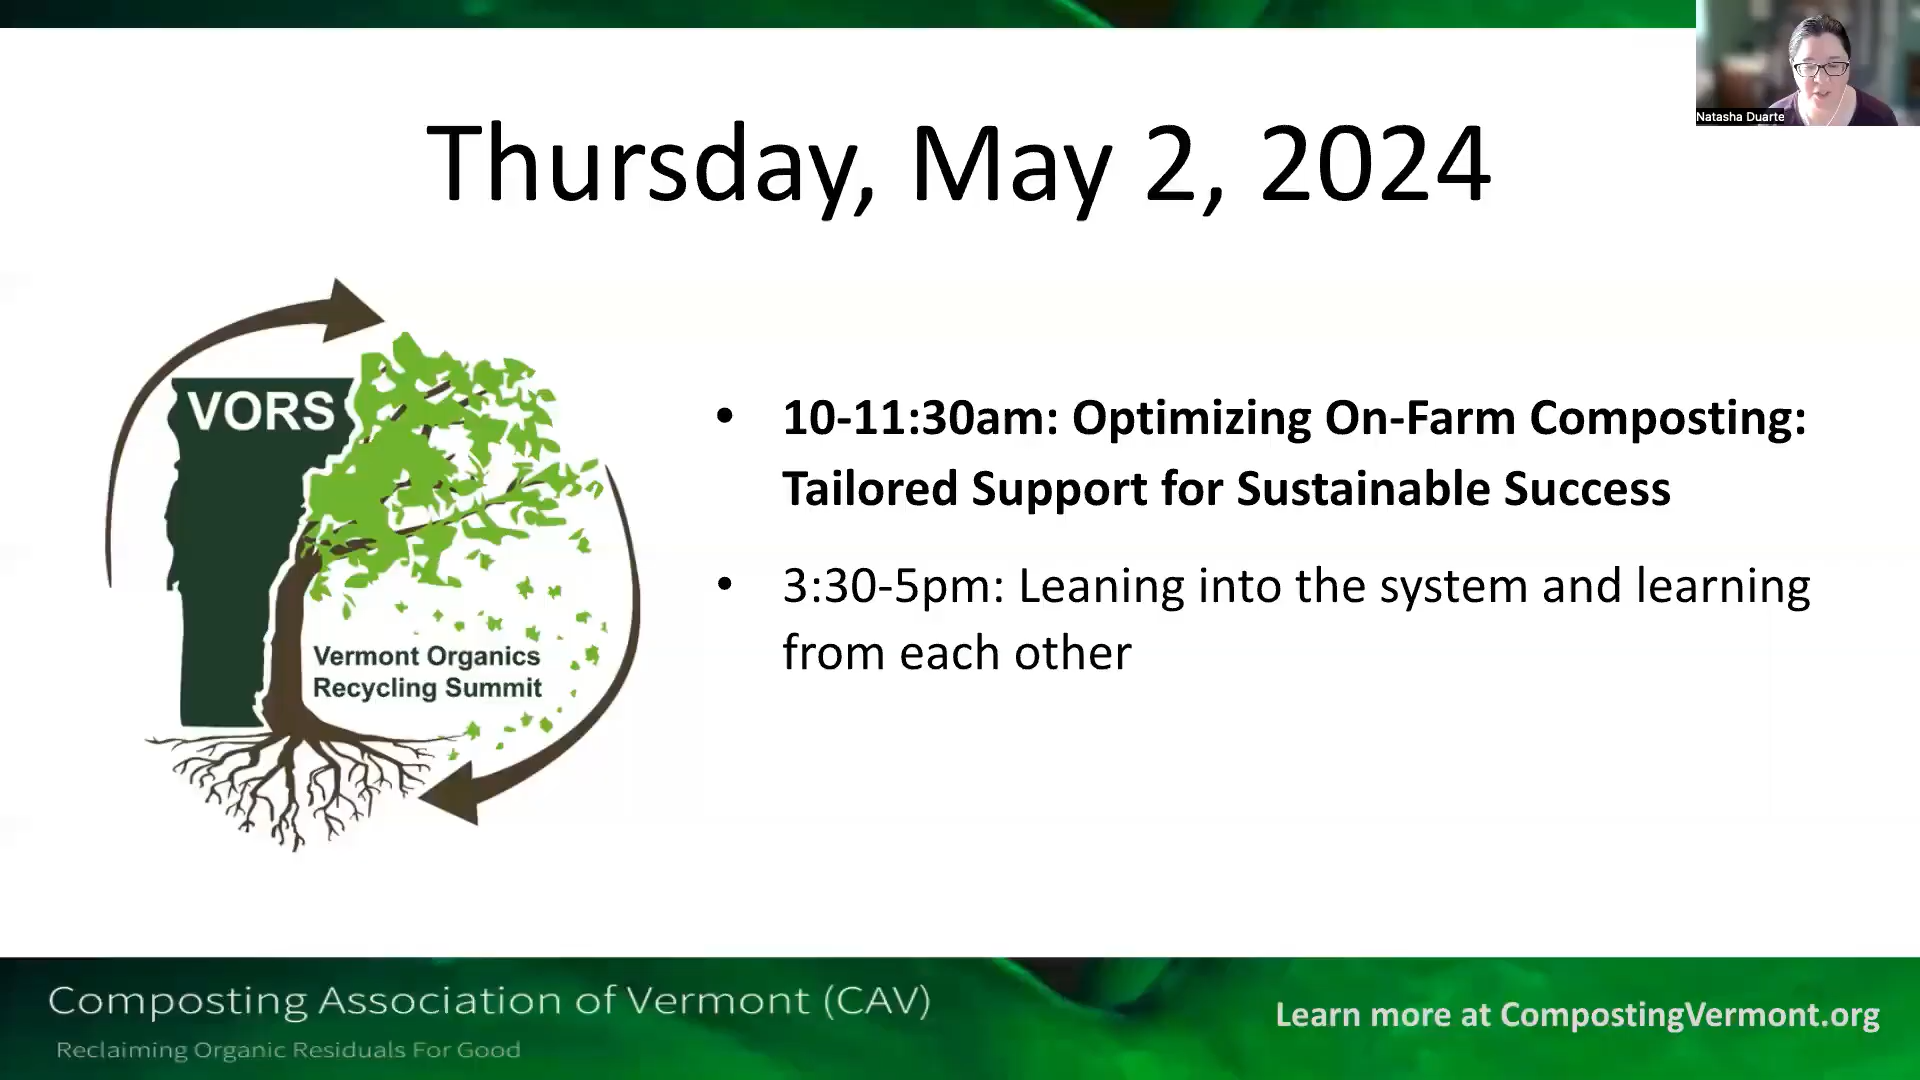 Natasha Duarte
Thursday, May 2, 2024
VORS
Vermont Organics
Recycling Summit
• 10-11:30am: Optimizing On-Farm Composting:
Tailored Support for Sustainable Success
• 3:30-5pm: Leaning into the system and learning
from each other
Composting Association of Vermont (CAV)
Reclaiming Organic Residuals For Good
Learn more at CompostingVermont.org